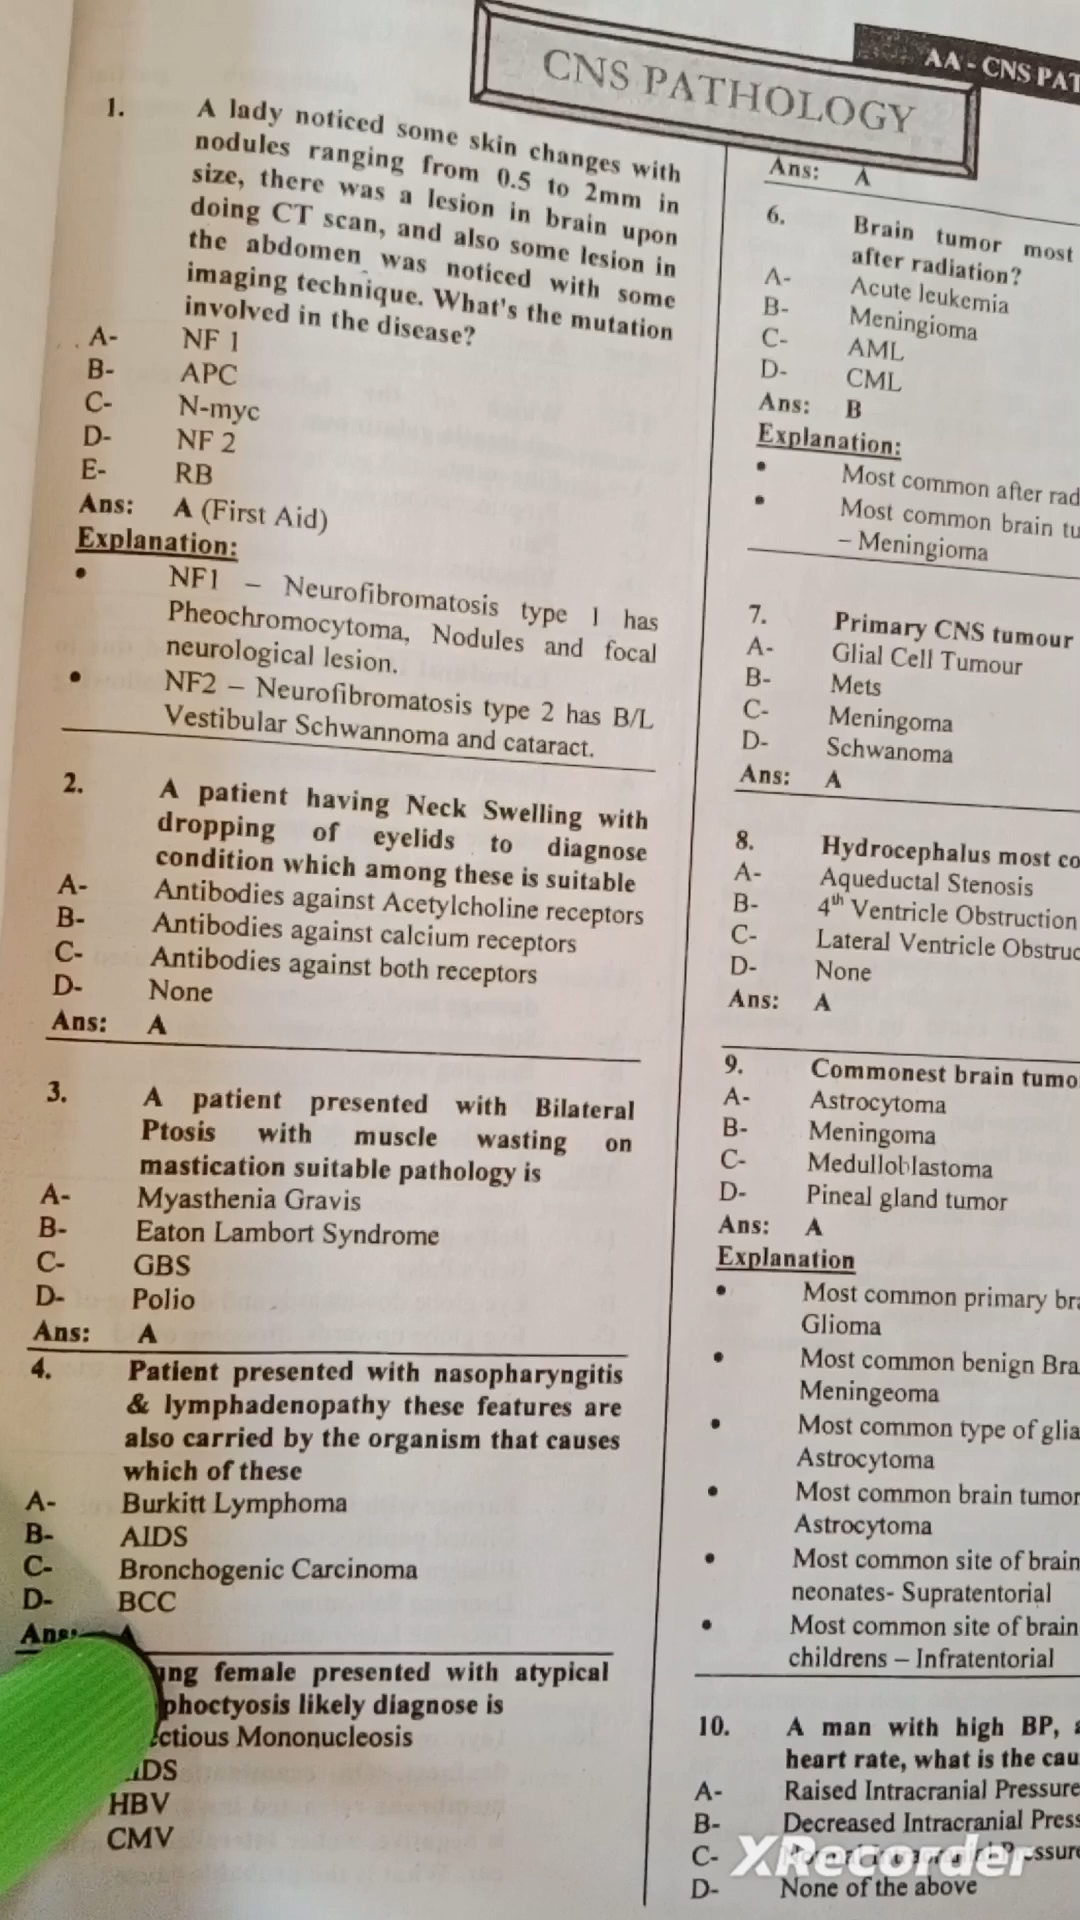 AA - CNS PAT
CNS PATHOLOGY
1. A lady noticed some skin changes with
nodules ranging from 0.5 to 2mm in
size, there was a lesion in brain upon
doing CT scan, and also some lesion in
the abdomen was noticed with some
imaging technique. What's the mutation
involved in the disease?
A- NF 1
B- APC
C- N-myc
D- NF 2
E- RB
Ans: A (First Aid)
Explanation:
• NF1 – Neurofibromatosis type 1 has
Pheochromocytoma, Nodules and focal
neurological lesion.
• NF2 – Neurofibromatosis type 2 has B/L
Vestibular Schwannoma and cataract.
2. A patient having Neck Swelling with
dropping of eyelids to diagnose
condition which among these is suitable
A- Antibodies against Acetylcholine receptors
B- Antibodies against calcium receptors
C- Antibodies against both receptors
D- None
Ans: A
3. A patient presented with Bilateral
Ptosis with muscle wasting on
mastication suitable pathology is
A- Myasthenia Gravis
B- Eaton Lambort Syndrome
C- GBS
D- Polio
Ans: A
4. Patient presented with nasopharyngitis
& lymphadenopathy these features are
also carried by the organism that causes
which of these
A- Burkitt Lymphoma
B- AIDS
C- Bronchogenic Carcinoma
D- BCC
Ans: A
ung female presented with atypical
phoctyosis likely diagnose is
ctious Mononucleosis
IDS
HBV
CMV
Ans: A
6. Brain tumor most
after radiation?
A- Acute leukemia
B- Meningioma
C- AML
D- CML
Ans: B
Explanation:
• Most common after rad
• Most common brain tu
– Meningioma
7. Primary CNS tumour
A- Glial Cell Tumour
B- Mets
C- Meningoma
D- Schwanoma
Ans: A
8. Hydrocephalus most co
A- Aqueductal Stenosis
B- 4th Ventricle Obstruction
C- Lateral Ventricle Obstruc
D- None
Ans: A
9. Commonest brain tumo
A- Astrocytoma
B- Meningoma
C- Medulloblastoma
D- Pineal gland tumor
Ans: A
Explanation
• Most common primary bra
Glioma
• Most common benign Bra
Meningeoma
• Most common type of glia
Astrocytoma
• Most common brain tumor
Astrocytoma
• Most common site of brain
neonates- Supratentorial
• Most common site of brain
childrens – Infratentorial
10. A man with high BP,
heart rate, what is the cau
A- Raised Intracranial Pressure
B- Decreased Intracranial Press
C-
D- None of the above
XRecorder